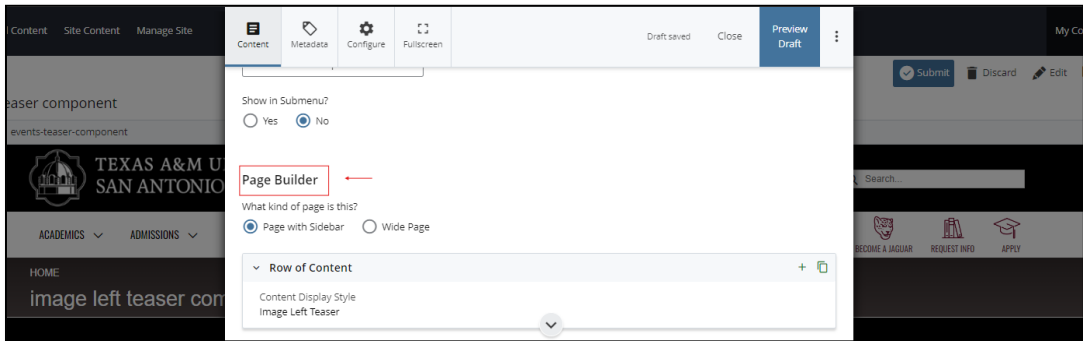 l Content Site Content Manage Site
Content Metadata Configure Fullscreen
Draft saved Close Preview Draft
My Co
Submit Discard Edit
Show in Submenu?
Yes No
easer component
events-teaser-component
TEXAS A&M U
SAN ANTONIO
Search...
Page Builder
What kind of page is this?
Page with Sidebar Wide Page
ACADEMICS ADMISSIONS
BECOME A JAGUAR REQUEST INFO APPLY
Row of Content
HOME
image left teaser com
Content Display Style
Image Left Teaser